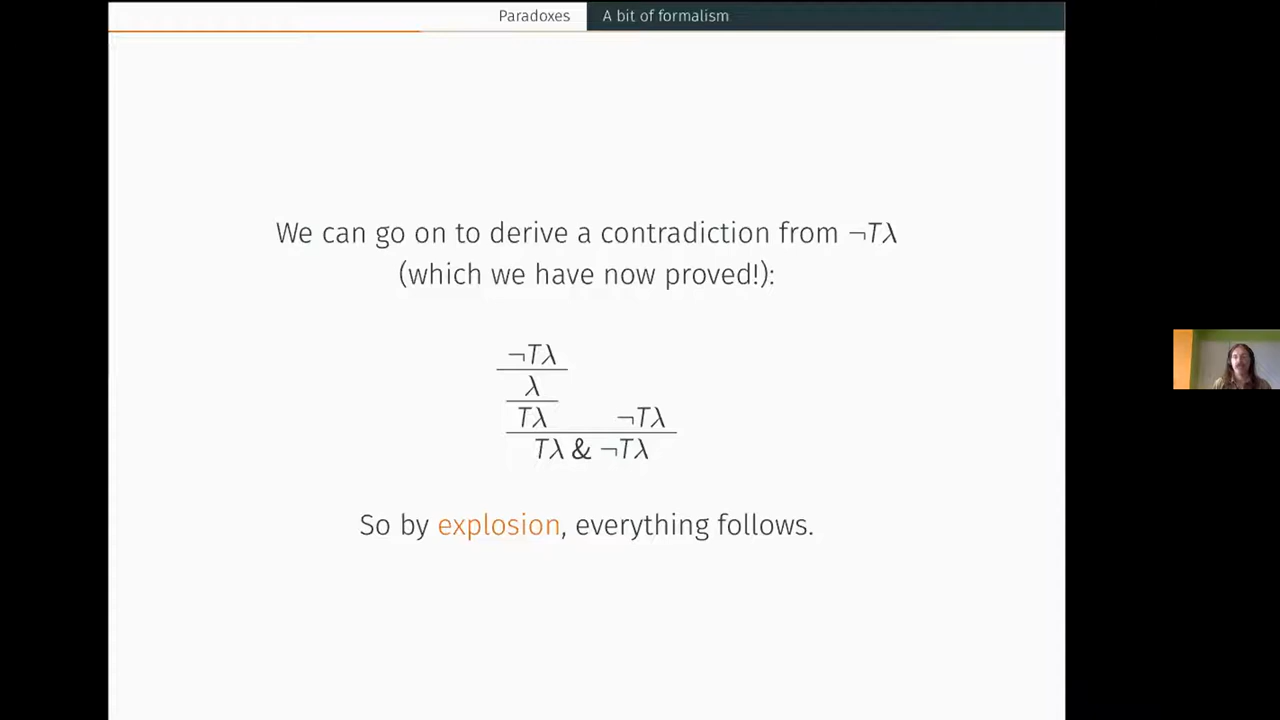 Paradoxes
A bit of formalism
We can go on to derive a contradiction from ¬Tλ
(which we have now proved!):
¬Tλ
λ
Tλ ¬Tλ
Tλ & ¬Tλ
So by explosion, everything follows.